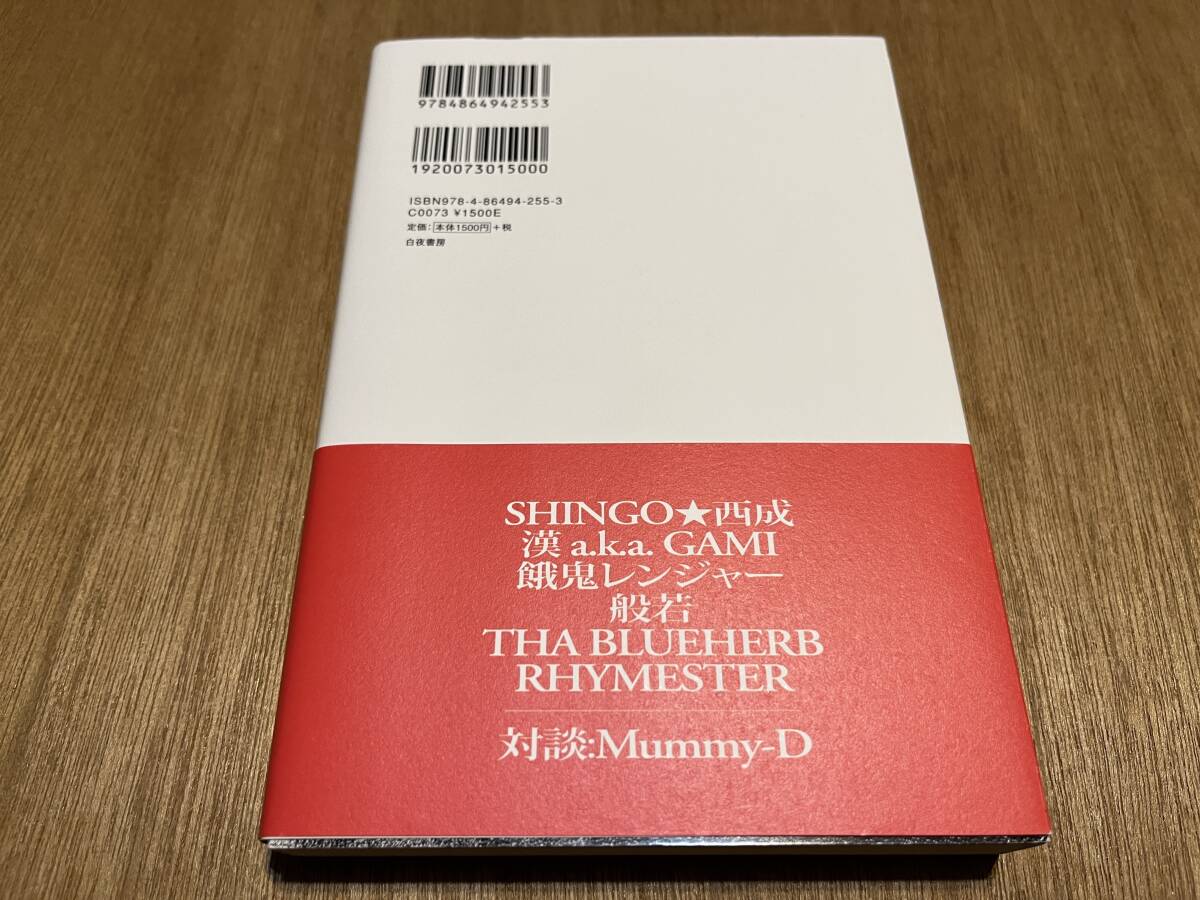 9784864942553
1920073015000
ISBN978-4-86494-255-3
C0073 ¥1500E
定価：本体1500円+税
白夜書房
SHINGO★西成
漢 a.k.a. GAMI
餓鬼レンジャー
般若
THA BLUEHERB
RHYMESTER
対談:Mummy-D